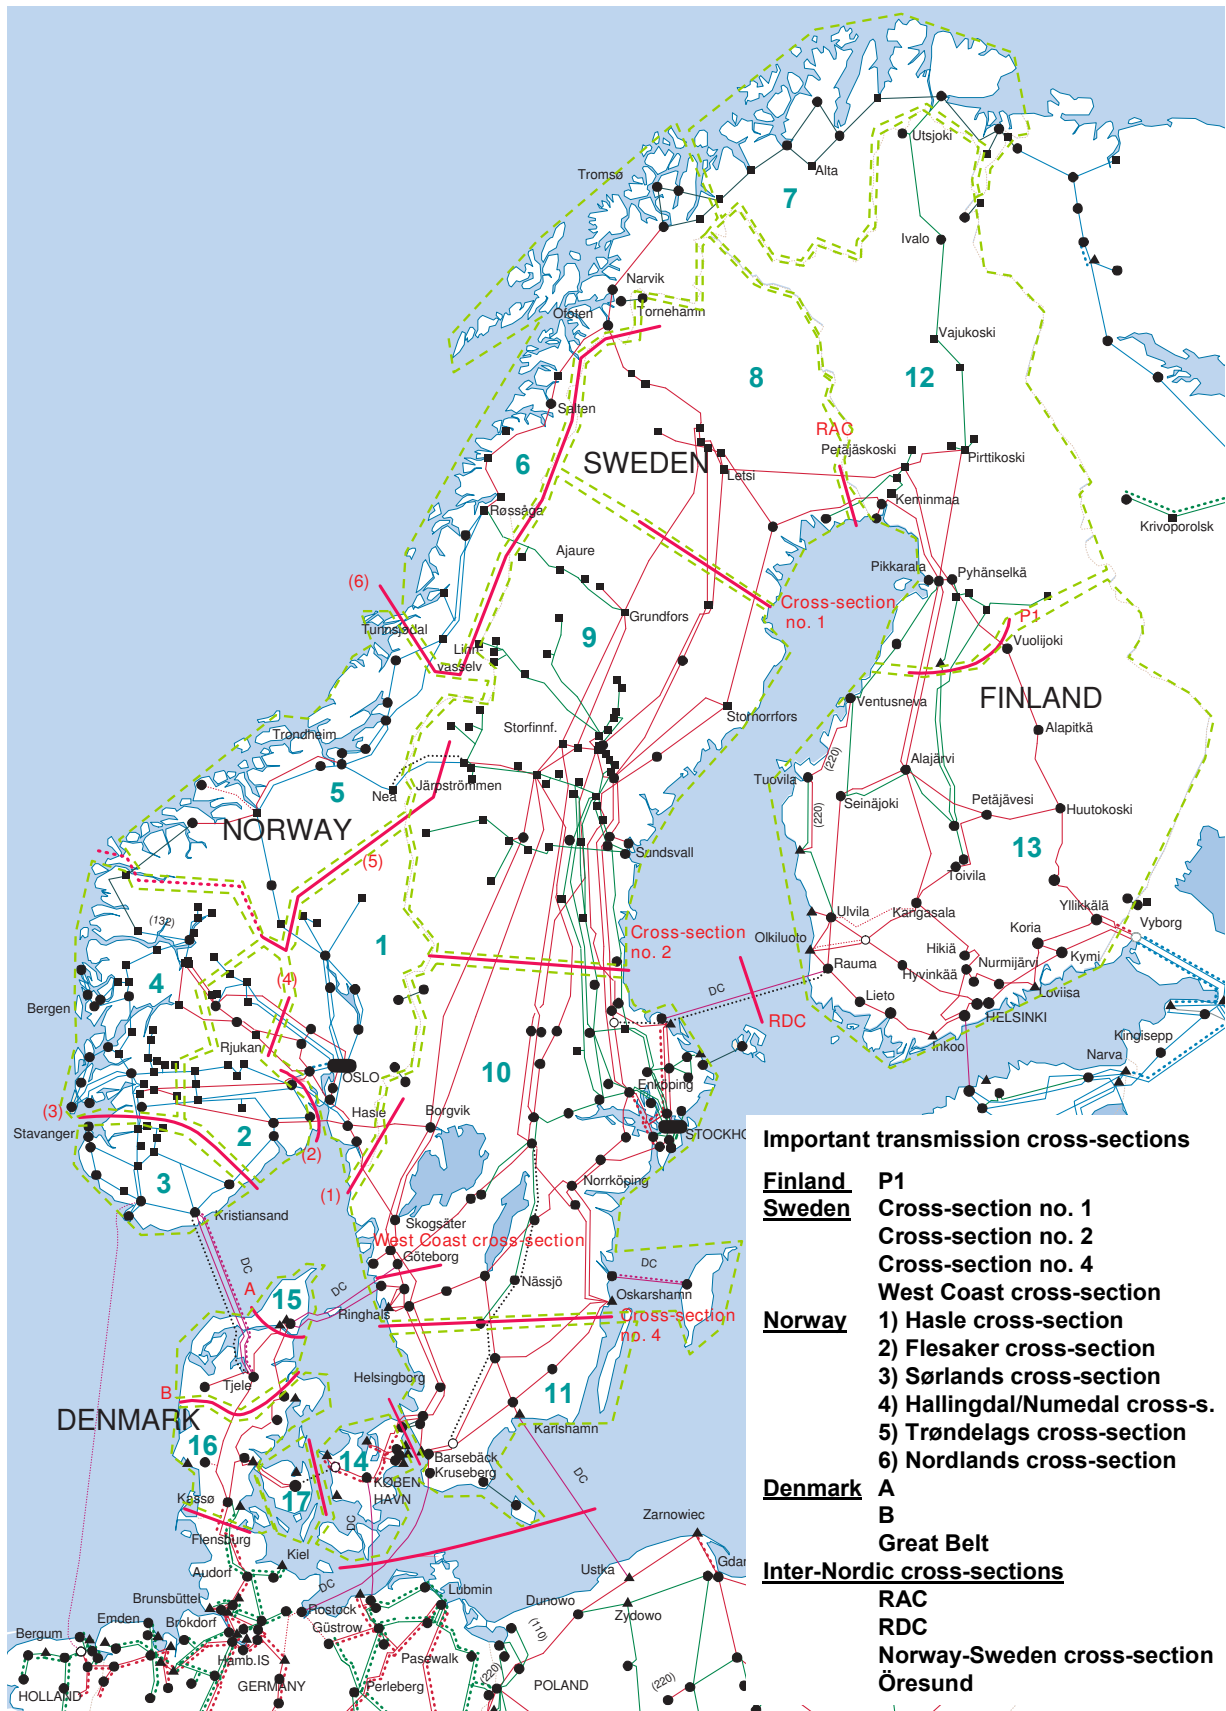 Utsjoki
Tromsø
Alta
7
Ivalo
Narvik
Ofoten
Tornehamn
Vajukoski
8
12
Salten
RAC
Petäjäskoski
SWEDEN
6
Pirttikoski
Letsi
Keminmaa
Røssåga
Krivoporolsk
Ajaure
(6)
Pikkarala
Pyhänselkä
Cross-section
no. 1
Grundfors
P1
Tunnsjødal
9
Vuolijoki
Linn-
vasselv
FINLAND
Ventusneva
Stornorrfors
Storfinnf.
Alapitkä
Trondheim
(220)
Alajärvi
5
Tuovila
Nea
Järpströmmen
Seinäjoki
Petäjävesi
Huutokoski
(220)
NORWAY
Sundsvall
13
(5)
Toivila
(132)
Ulvila
Kangasala
Yllikkälä
Vyborg
1
Olkiluoto
Koria
Cross-section
no. 2
Hikiä
Rauma
Nurmijärvi
Kymi
4
(4)
Hyvinkää
DC
Loviisa
Bergen
Lieto
HELSINKI
RDC
Rjukan
Inkoo
Kingisepp
Narva
OSLO
10
Enköping
(3)
Hasle
Borgvik
Stavanger
2
STOCKHO
(2)
3
(1)
Norrköping
Kristiansand
Skogsäter
West Coast cross-section
Göteborg
DC
DC
A
DC
Nässjö
15
Oskarshamn
Ringhals
Cross-section
no. 4
Tjele
Helsingborg
B
11
DENMARK
Karlshamn
16
14
Barsebäck
Kruseberg
DC
KØBEN
HAVN
17
Kassø
Zarnowiec
Flensburg
DC
Kiel
Gdar
Audorf
Ustka
DC
Brunsbüttel
Lubmin
Rostock
Dunowo
Emden
Brokdorf
Güstrow
Zydowo
Bergum
(110)
Hamb.IS
Pasewalk
(220)
(220)
HOLLAND
GERMANY
Perleberg
POLAND
Important transmission cross-sections
Finland P1
Sweden Cross-section no. 1
Cross-section no. 2
Cross-section no. 4
West Coast cross-section
Norway 1) Hasle cross-section
2) Flesaker cross-section
3) Sørlands cross-section
4) Hallingdal/Numedal cross-s.
5) Trøndelags cross-section
6) Nordlands cross-section
Denmark A
B
Great Belt
Inter-Nordic cross-sections
RAC
RDC
Norway-Sweden cross-section
Öresund